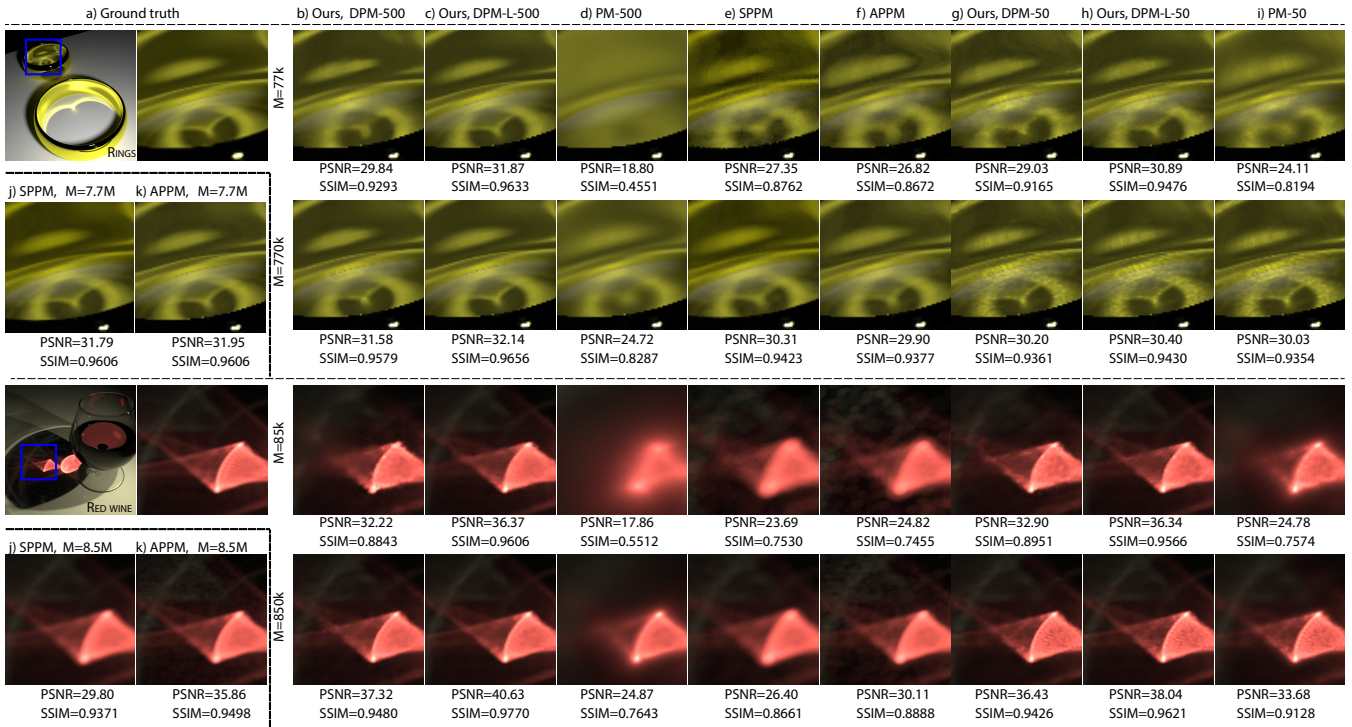 a) Ground truth b) Ours, DPM-500 c) Ours, DPM-L-500 d) PM-500 e) SPPM f) APPM g) Ours, DPM-50 h) Ours, DPM-L-50 i) PM-50
RINGS
M=77k
PSNR=29.84 PSNR=31.87 PSNR=18.80 PSNR=27.35 PSNR=26.82 PSNR=29.03 PSNR=30.89 PSNR=24.11
SSIM=0.9293 SSIM=0.9633 SSIM=0.4551 SSIM=0.8762 SSIM=0.8672 SSIM=0.9165 SSIM=0.9476 SSIM=0.8194
j) SPPM, M=7.7M k) APPM, M=7.7M
M=770k
PSNR=31.79 PSNR=31.95 PSNR=31.58 PSNR=32.14 PSNR=24.72 PSNR=30.31 PSNR=29.90 PSNR=30.20 PSNR=30.40 PSNR=30.03
SSIM=0.9606 SSIM=0.9606 SSIM=0.9579 SSIM=0.9656 SSIM=0.8287 SSIM=0.9423 SSIM=0.9377 SSIM=0.9361 SSIM=0.9430 SSIM=0.9354
RED WINE
M=85k
PSNR=32.22 PSNR=36.37 PSNR=17.86 PSNR=23.69 PSNR=24.82 PSNR=32.90 PSNR=36.34 PSNR=24.78
SSIM=0.8843 SSIM=0.9606 SSIM=0.5512 SSIM=0.7530 SSIM=0.7455 SSIM=0.8951 SSIM=0.9566 SSIM=0.7574
j) SPPM, M=8.5M k) APPM, M=8.5M
M=850k
PSNR=29.80 PSNR=35.86 PSNR=37.32 PSNR=40.63 PSNR=24.87 PSNR=26.40 PSNR=30.11 PSNR=36.43 PSNR=38.04 PSNR=33.68
SSIM=0.9371 SSIM=0.9498 SSIM=0.9480 SSIM=0.9770 SSIM=0.7643 SSIM=0.8661 SSIM=0.8888 SSIM=0.9426 SSIM=0.9621 SSIM=0.9128